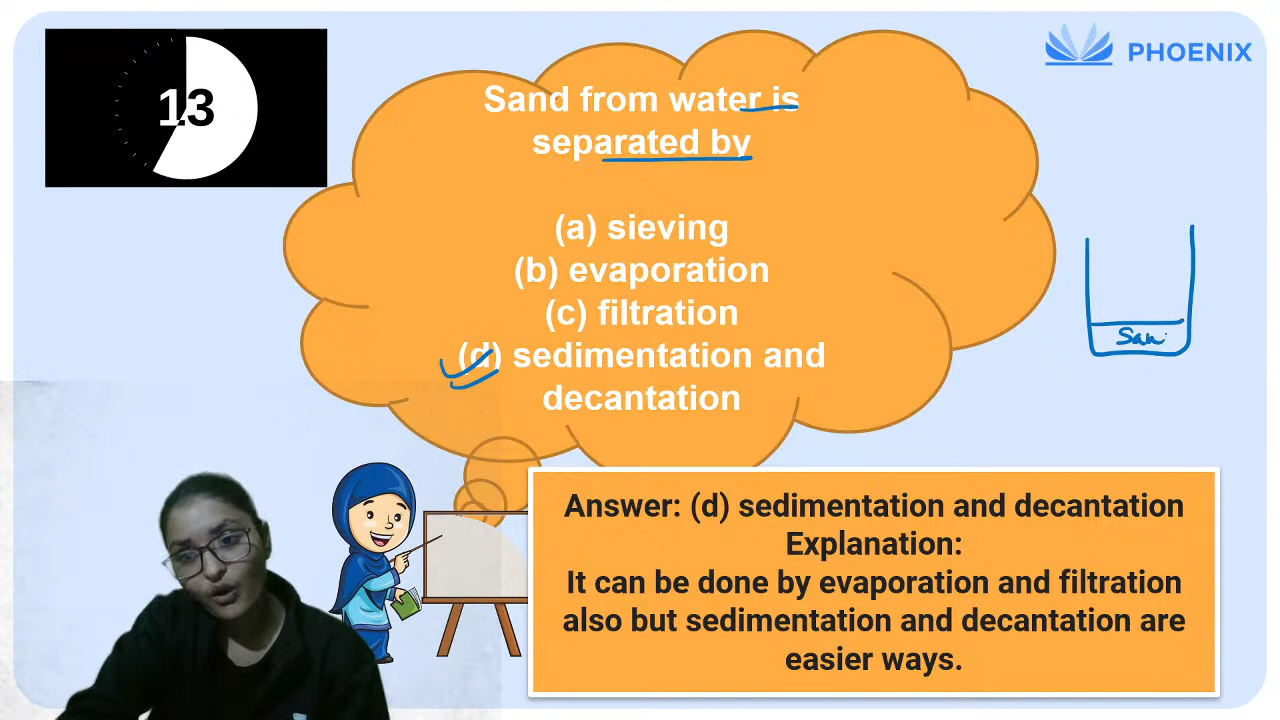 13
PHOENIX
Sand from water is
separated by
(a) sieving
(b) evaporation
(c) filtration
(d) sedimentation and
decantation
San
Answer: (d) sedimentation and decantation
Explanation:
It can be done by evaporation and filtration
also but sedimentation and decantation are
easier ways.